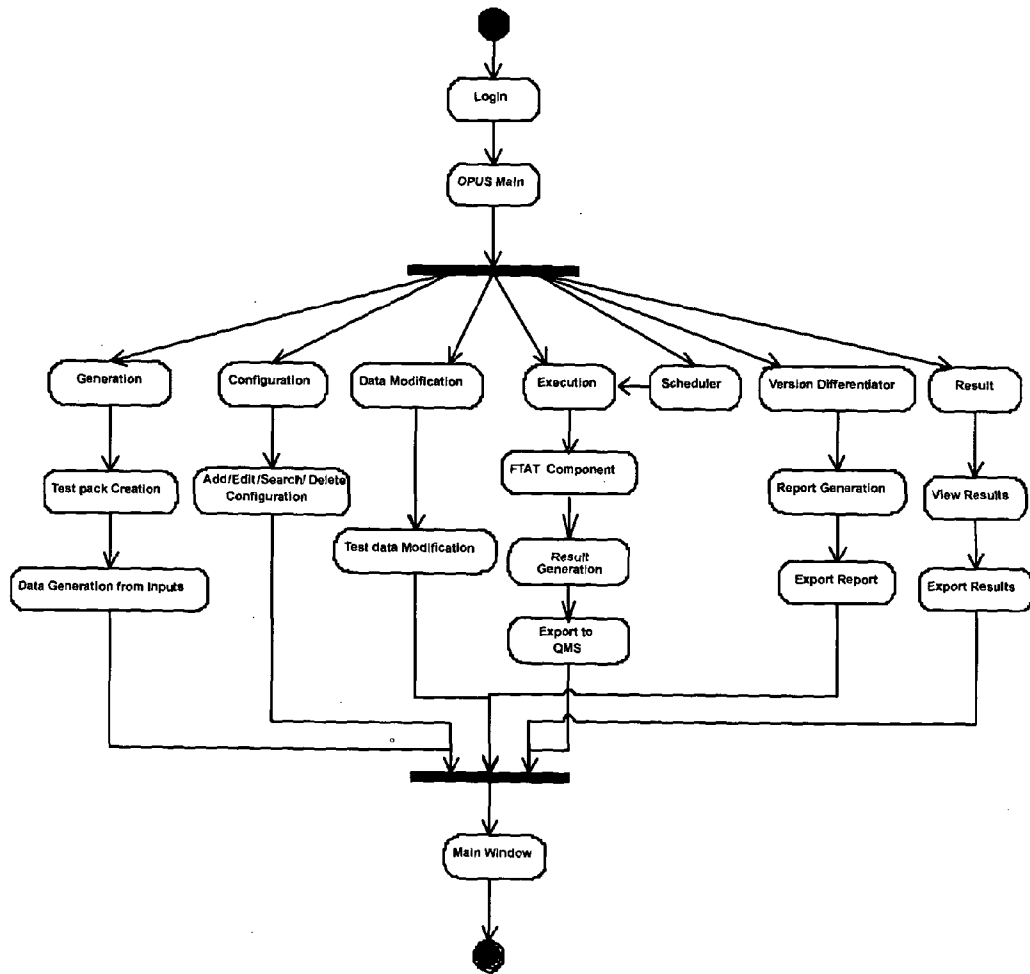 Login
OPUS Main
Generation
Configuration
Data Modification
Execution
Scheduler
Version Differentiator
Result
Test pack Creation
Add/Edit/Search/ Delete
Configuration
FTAT Component
Report Generation
View Results
Test data Modification
Result
Generation
Data Generation from Inputs
Export Report
Export Results
Export to
QMS
Main Window